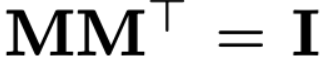 MM⊤ = I